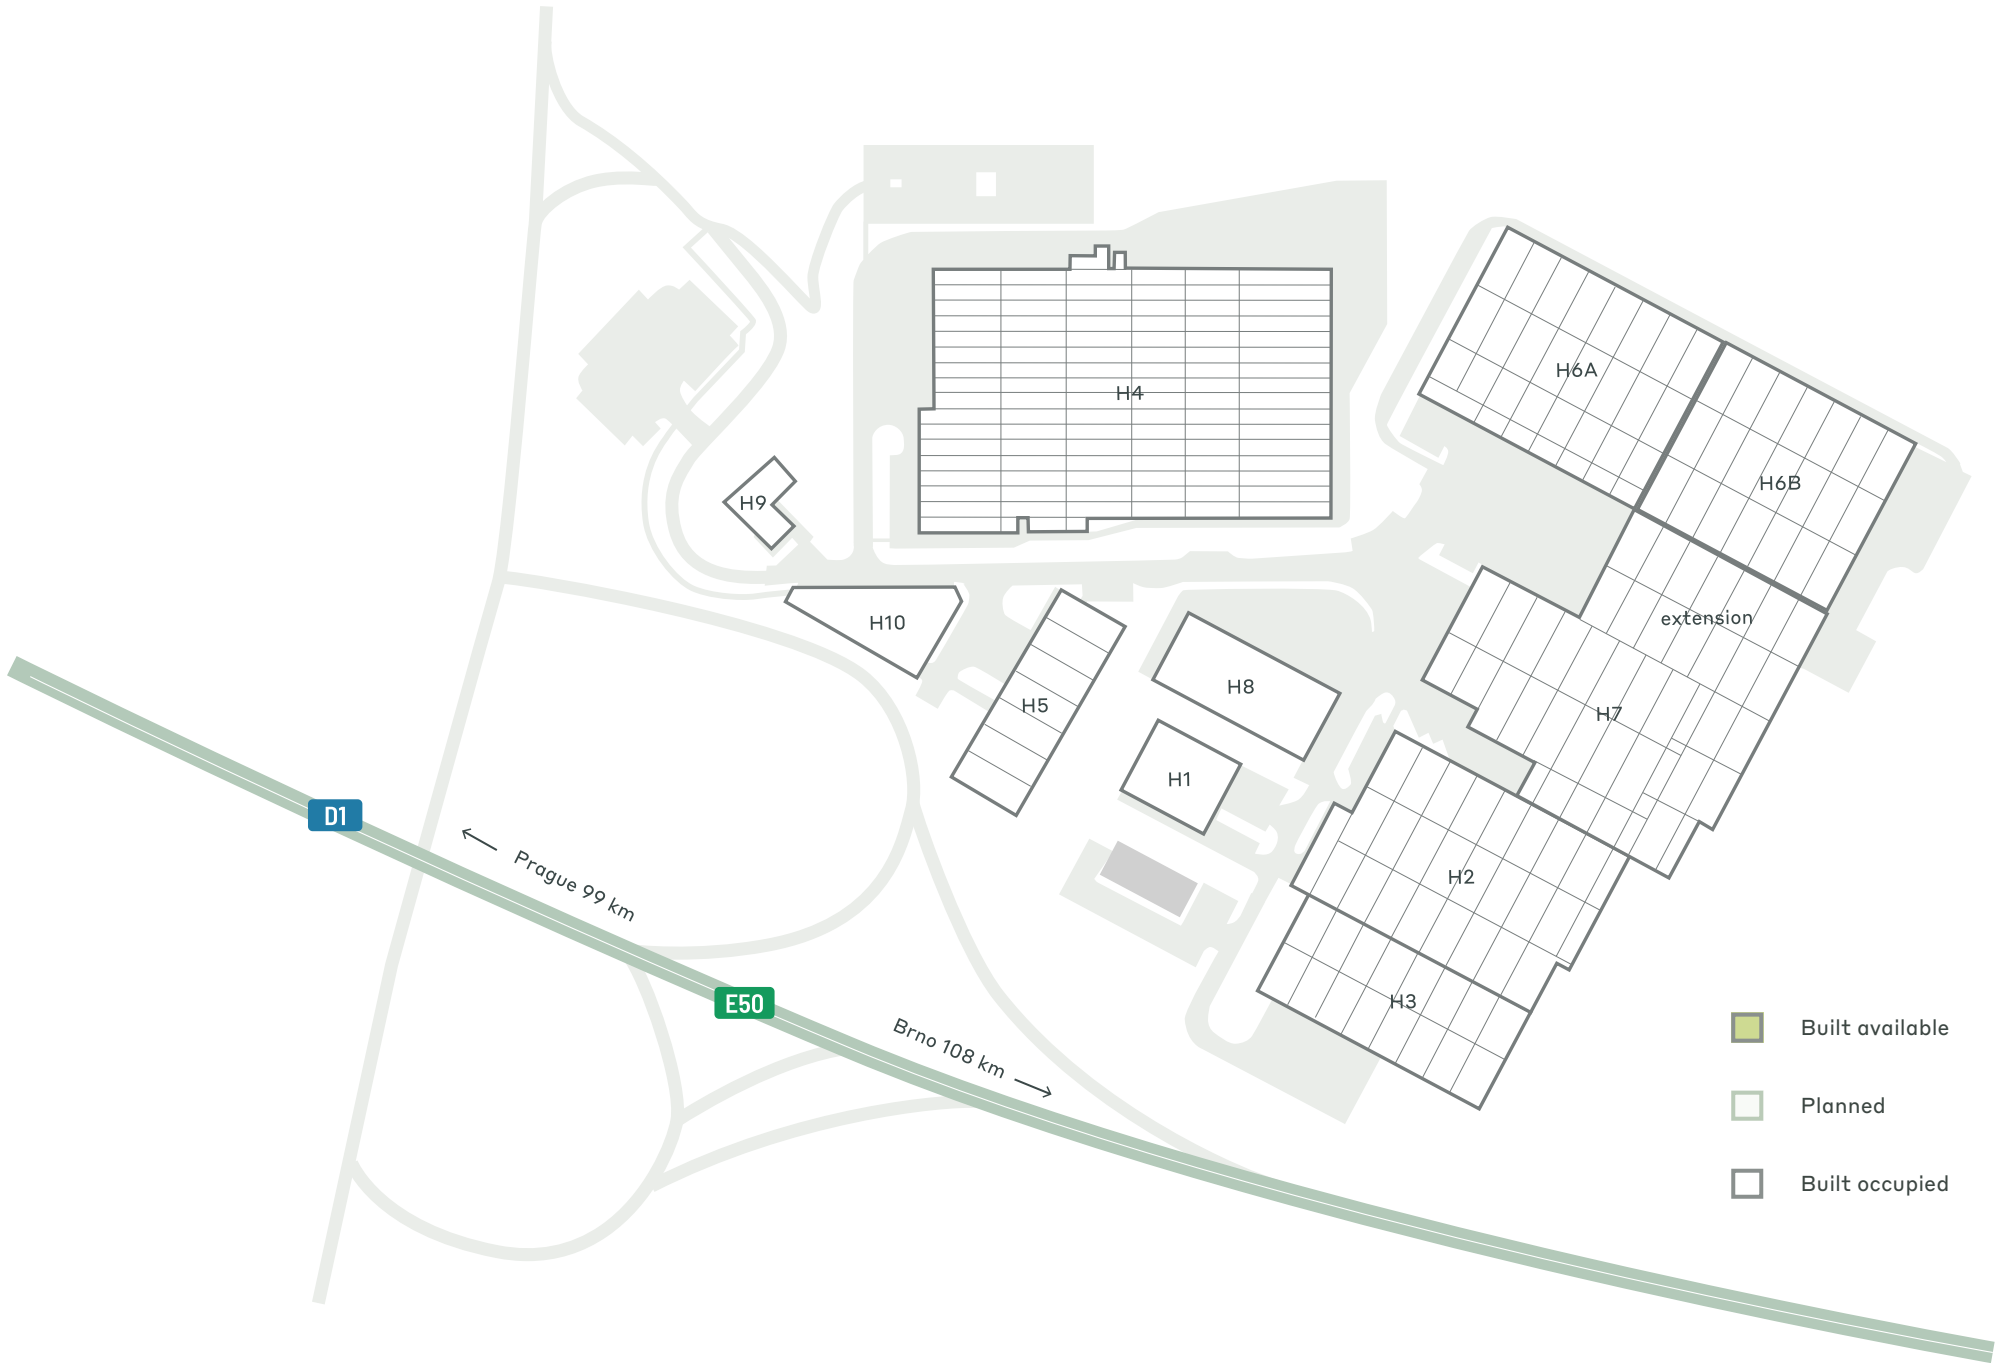 H4
H6A
H6B
H9
extension
H10
H8
H5
H7
H1
D1
Prague 99 km
H2
E50
H3
Brno 108 km
Built available
Planned
Built occupied